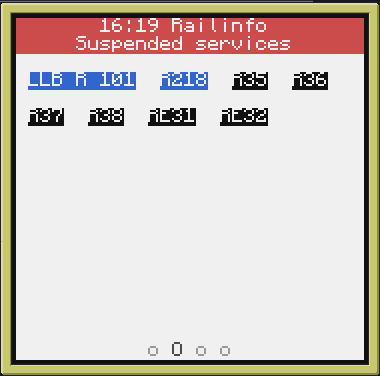 16:19 Railinfo
Suspended services
LLB R 101 R218 R35 R36
R37 R38 RE31 RE32